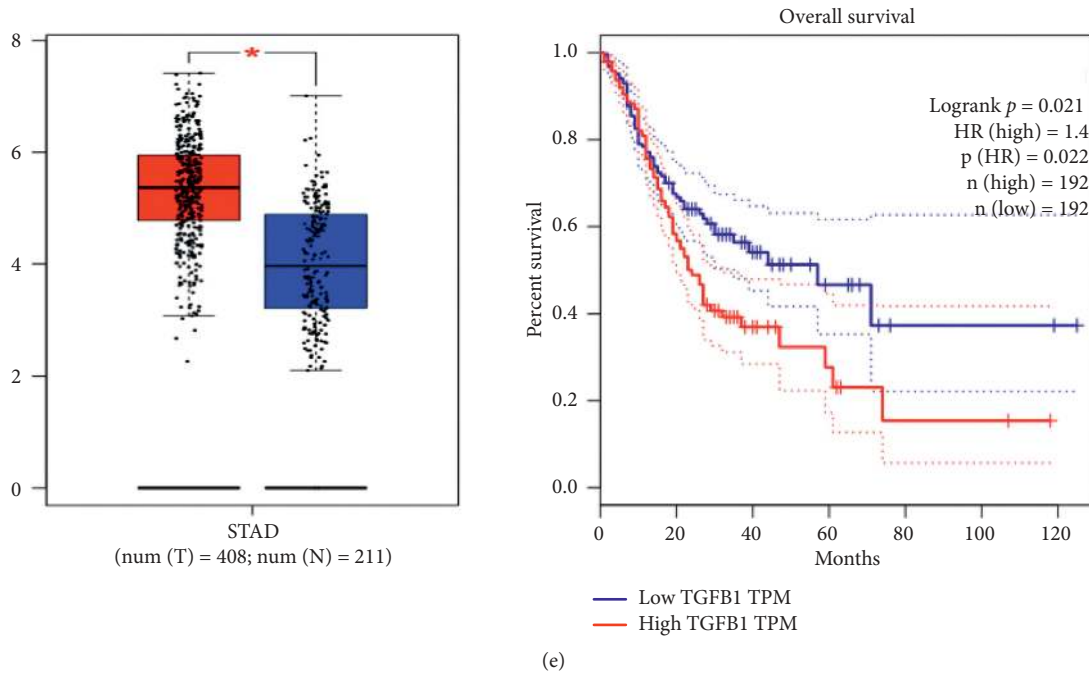 8
6
4
2
0
*
STAD
(num (T) = 408; num (N) = 211)
Overall survival
1.0
0.8
0.6
0.4
0.2
0.0
Percent survival
Logrank p = 0.021
HR (high) = 1.4
p (HR) = 0.022
n (high) = 192
n (low) = 192
0 20 40 60 80 100 120
Months
Low TGFB1 TPM
High TGFB1 TPM
(e)